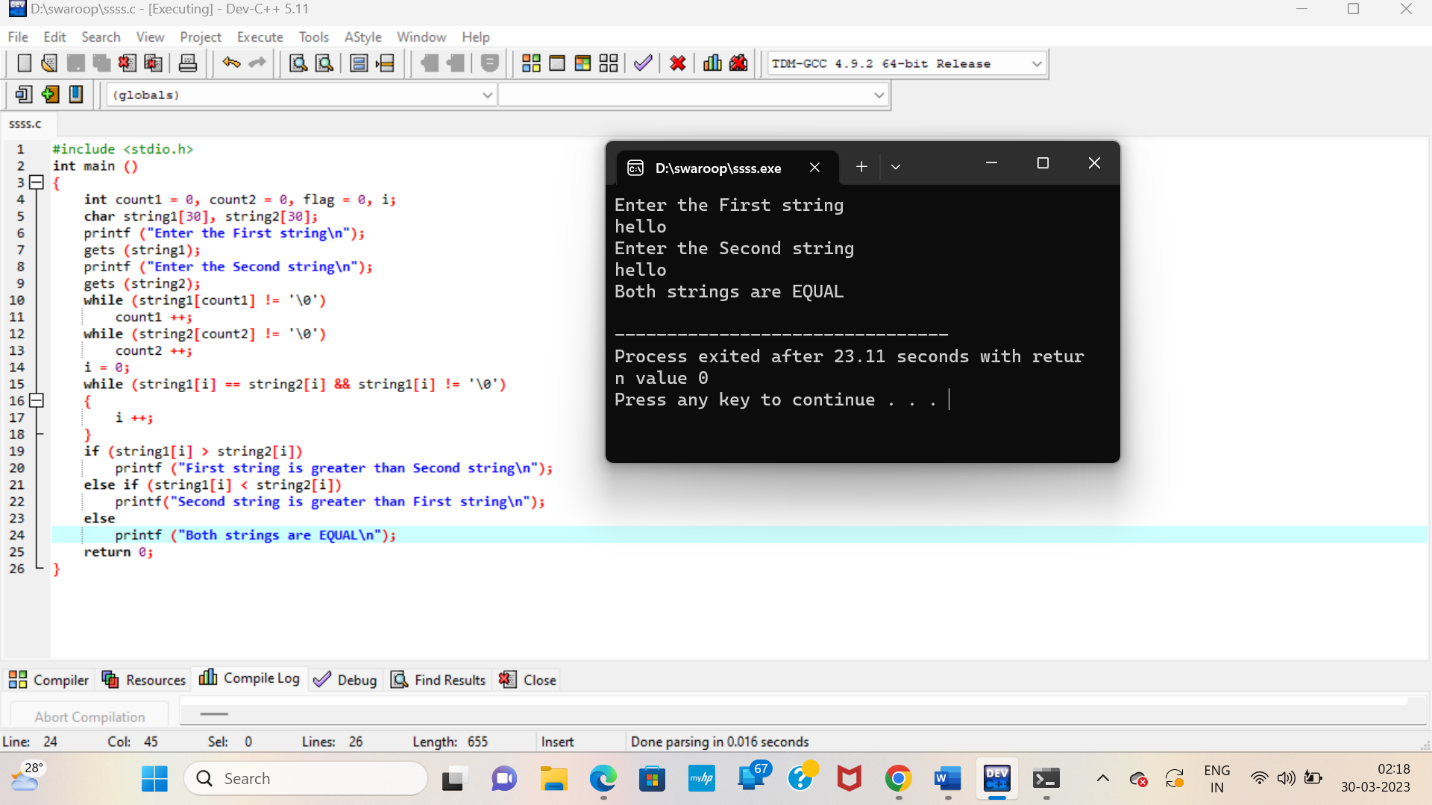 D:\swaroop\ssss.c - [Executing] - Dev-C++ 5.11
File Edit Search View Project Execute Tools AStyle Window Help
TDM-GCC 4.9.2 64-bit Release
(globals)
ssss.c
1 #include <stdio.h>
2 int main ()
3 {
4 int count1 = 0, count2 = 0, flag = 0, i;
5 char string1[30], string2[30];
6 printf ("Enter the First string\n");
7 gets (string1);
8 printf ("Enter the Second string\n");
9 gets (string2);
10 while (string1[count1] != '\0')
11 count1 ++;
12 while (string2[count2] != '\0')
13 count2 ++;
14 i = 0;
15 while (string1[i] == string2[i] && string1[i] != '\0')
16 {
17 i ++;
18 }
19 if (string1[i] > string2[i])
20 printf ("First string is greater than Second string\n");
21 else if (string1[i] < string2[i])
22 printf("Second string is greater than First string\n");
23 else
24 printf ("Both strings are EQUAL\n");
25 return 0;
26 }
D:\swaroop\ssss.exe
Enter the First string
hello
Enter the Second string
hello
Both strings are EQUAL
--------------------------------
Process exited after 23.11 seconds with retur
n value 0
Press any key to continue . . .
Compiler Resources Compile Log Debug Find Results Close
Abort Compilation
Line: 24 Col: 45 Sel: 0 Lines: 26 Length: 655 Insert Done parsing in 0.016 seconds
28°
Search
myhp
67
DEV
C++
ENG
IN
02:18
30-03-2023